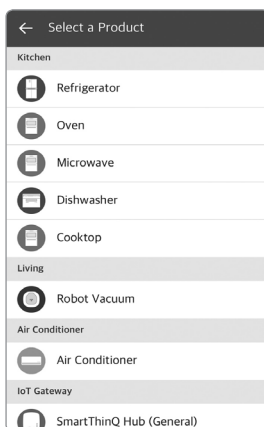 Select a Product
Kitchen
Refrigerator
Oven
Microwave
Dishwasher
Cooktop
Living
Robot Vacuum
Air Conditioner
Air Conditioner
IoT Gateway
SmartThinQ Hub (General)